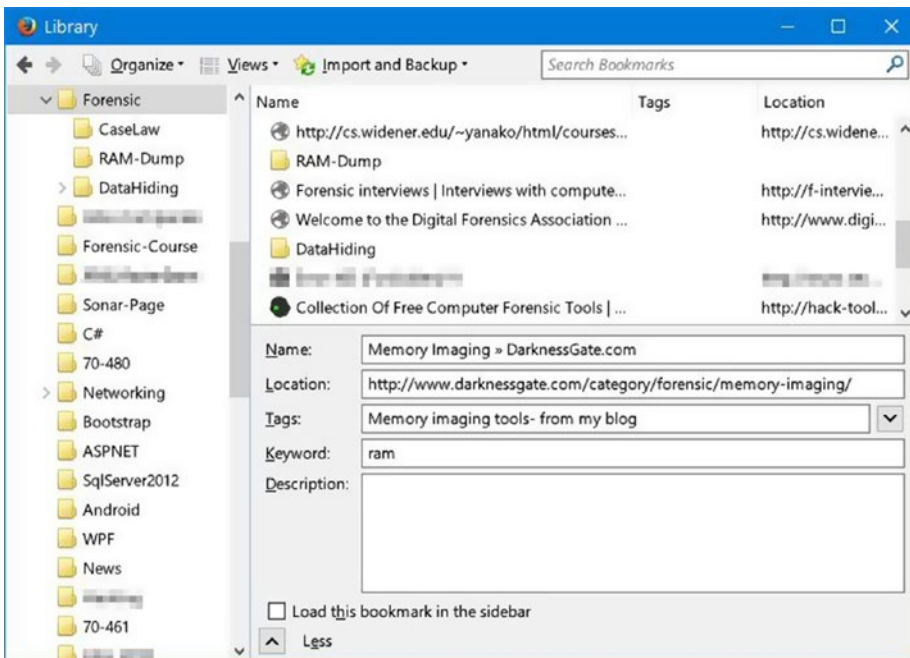 Library
Organize Views Import and Backup
Search Bookmarks
Forensic
CaseLaw
RAM-Dump
DataHiding
Forensic-Course
Sonar-Page
C#
70-480
Networking
Bootstrap
ASPNET
SqlServer2012
Android
WPF
News
70-461
Name Tags Location
http://cs.widener.edu/~yanako/html/courses... http://cs.widene...
RAM-Dump
Forensic interviews | Interviews with compute... http://f-intervie...
Welcome to the Digital Forensics Association ... http://www.digi...
DataHiding
Collection Of Free Computer Forensic Tools | ... http://hack-tool...
Name: Memory Imaging » DarknessGate.com
Location: http://www.darknessgate.com/category/forensic/memory-imaging/
Tags: Memory imaging tools- from my blog
Keyword: ram
Description:
Load this bookmark in the sidebar
Less